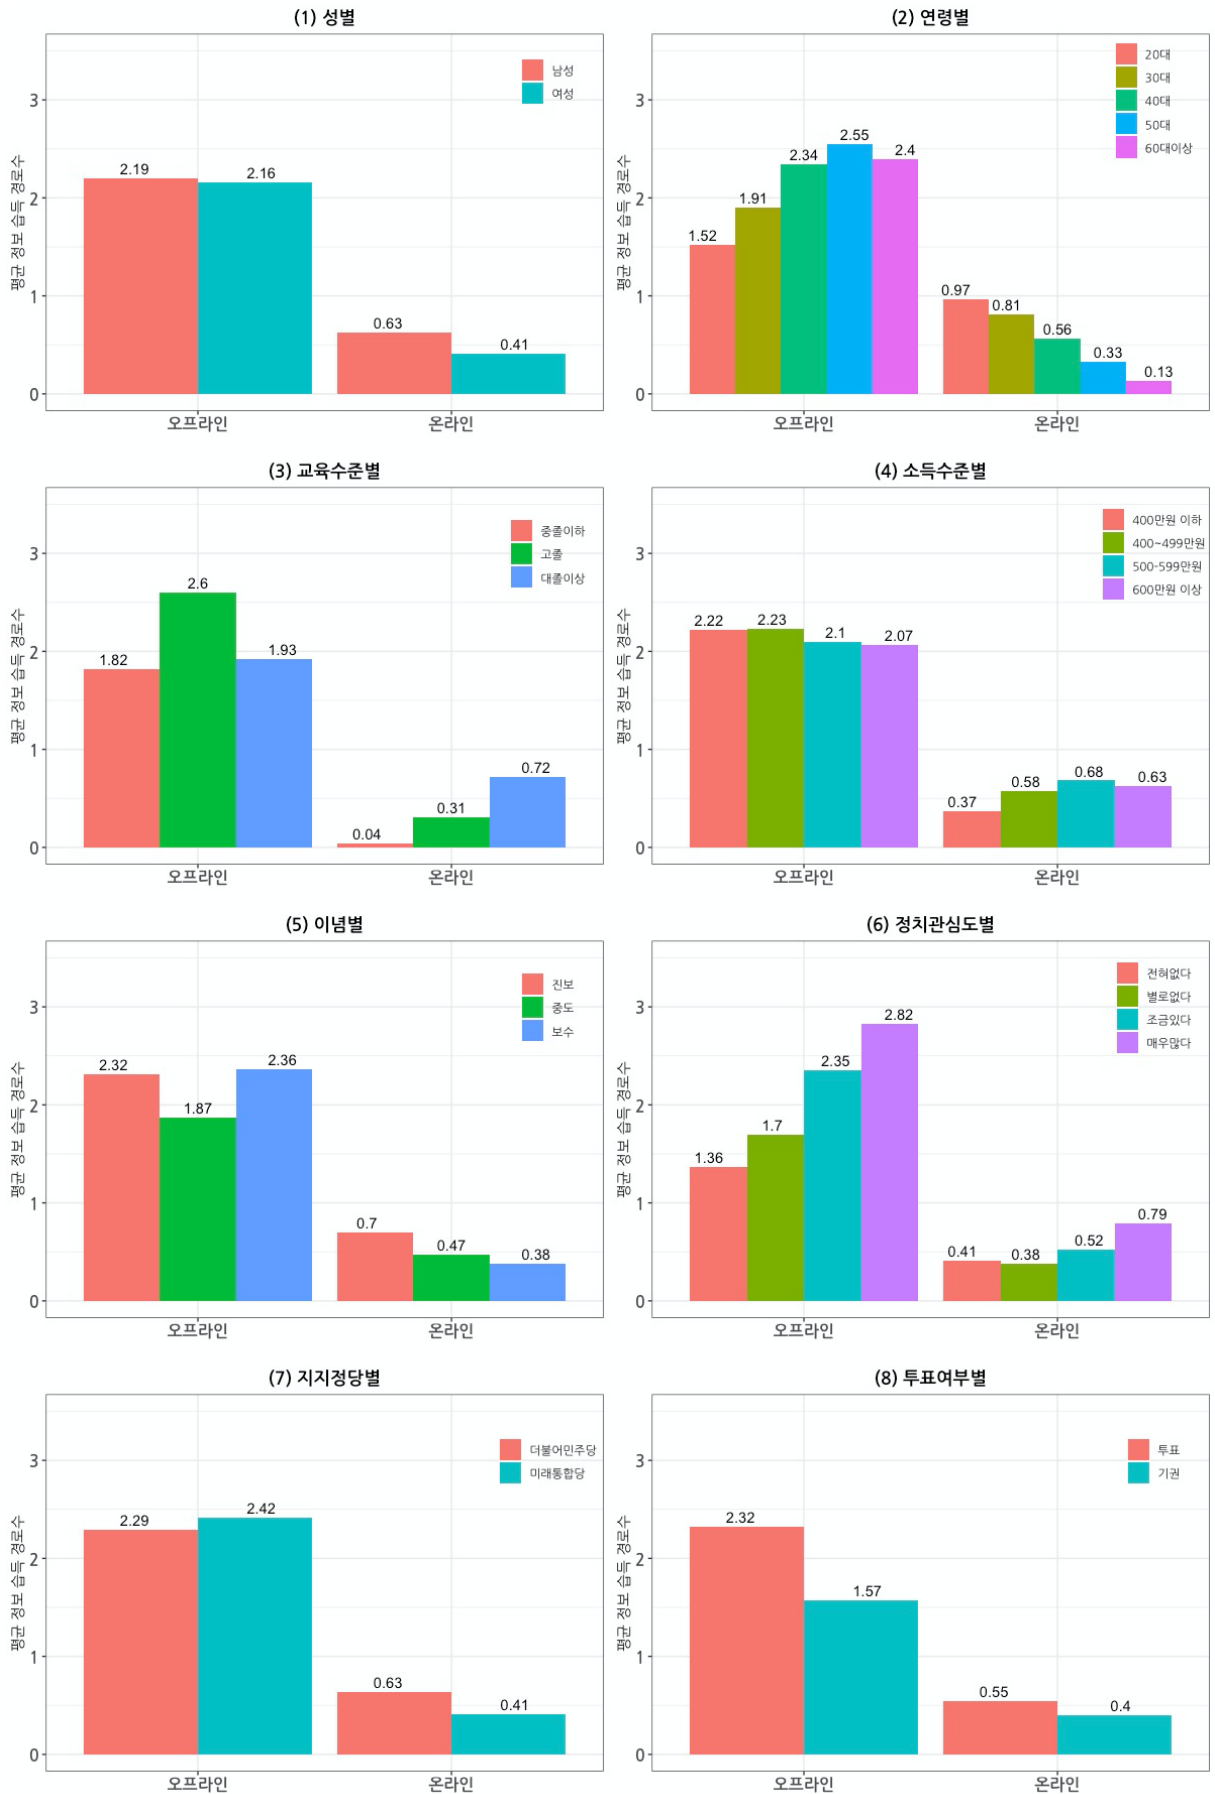 (1) 성별
평균 정보 습득 경로수
3
2
1
0
남성
여성
2.19
2.16
0.63
0.41
오프라인
온라인
(2) 연령별
평균 정보 습득 경로수
3
2
1
0
20대
30대
40대
50대
60대이상
1.52
1.91
2.34
2.55
2.4
0.97
0.81
0.56
0.33
0.13
오프라인
온라인
(3) 교육수준별
평균 정보 습득 경로수
3
2
1
0
중졸이하
고졸
대졸이상
1.82
2.6
1.93
0.04
0.31
0.72
오프라인
온라인
(4) 소득수준별
평균 정보 습득 경로수
3
2
1
0
400만원 이하
400~499만원
500-599만원
600만원 이상
2.22
2.23
2.1
2.07
0.37
0.58
0.68
0.63
오프라인
온라인
(5) 이념별
평균 정보 습득 경로수
3
2
1
0
진보
중도
보수
2.32
1.87
2.36
0.7
0.47
0.38
오프라인
온라인
(6) 정치관심도별
평균 정보 습득 경로수
3
2
1
0
전혀없다
별로없다
조금있다
매우많다
1.36
1.7
2.35
2.82
0.41
0.38
0.52
0.79
오프라인
온라인
(7) 지지정당별
평균 정보 습득 경로수
3
2
1
0
더불어민주당
미래통합당
2.29
2.42
0.63
0.41
오프라인
온라인
(8) 투표여부별
평균 정보 습득 경로수
3
2
1
0
투표
기권
2.32
1.57
0.55
0.4
오프라인
온라인